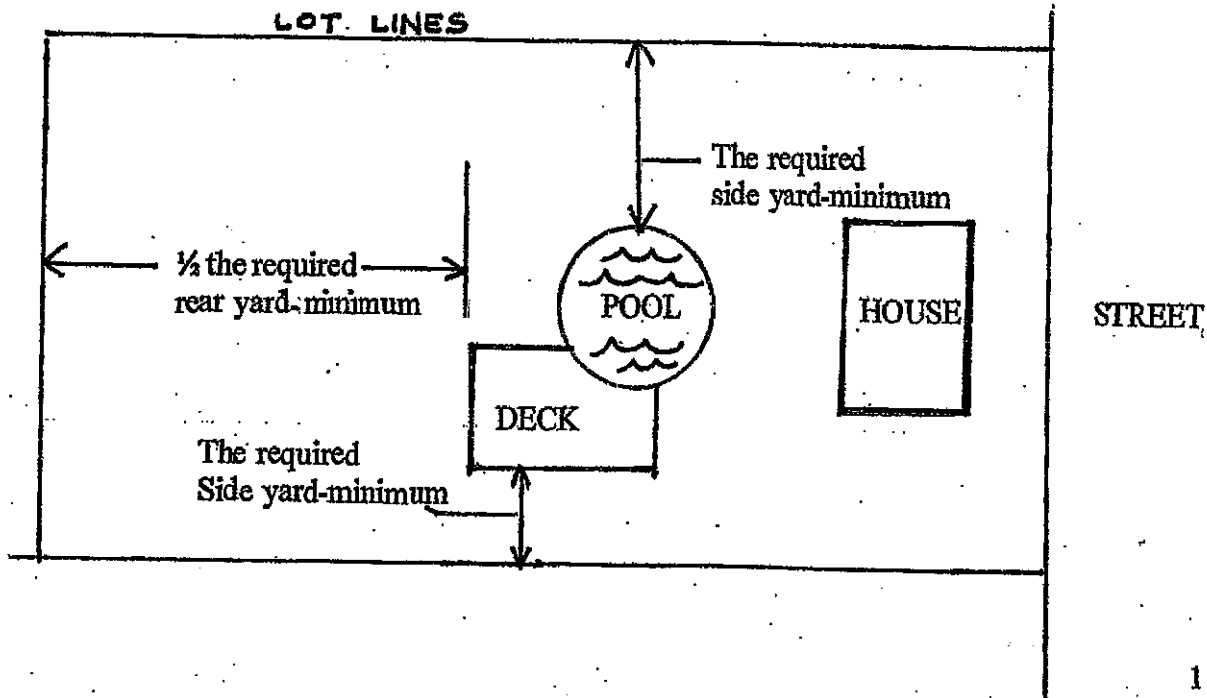 LOT LINES
The required
side yard-minimum
½ the required
rear yard-minimum
POOL
HOUSE
STREET
DECK
The required
Side yard-minimum
1